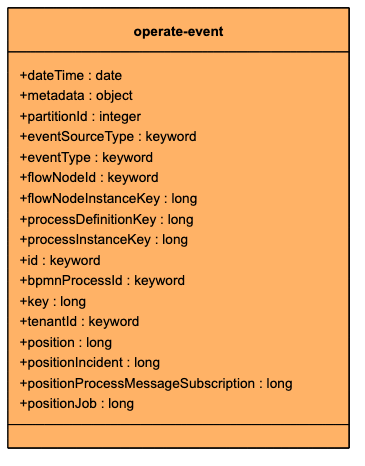 operate-event
+dateTime : date
+metadata : object
+partitionId : integer
+eventSourceType : keyword
+eventType : keyword
+flowNodeId : keyword
+flowNodeInstanceKey : long
+processDefinitionKey : long
+processInstanceKey : long
+id : keyword
+bpmnProcessId : keyword
+key : long
+tenantId : keyword
+position : long
+positionIncident : long
+positionProcessMessageSubscription : long
+positionJob : long